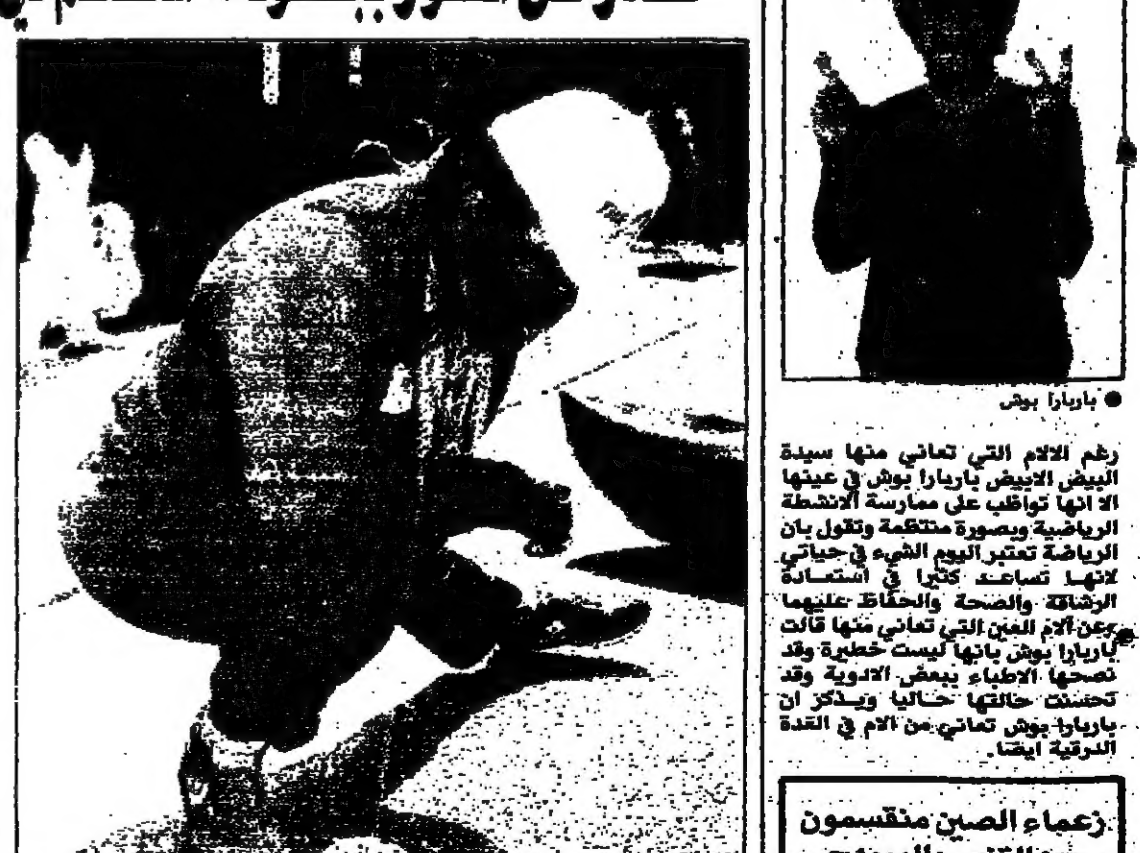 ● باربارا بوش
رغم الالام التي تعاني منها سيدة
البيض الابيض باربارا بوش في عينها
الا انها تواظب على ممارسة الانشطة
الرياضية وبصورة منتظمة وتقول بان
الرياضة تعتبر اليوم الشيء في حياتي
لانها تساعد كثيرا في استعادة
الرشاقة والصحة والحفاظ عليهما
وعن آلام العين التي تعاني منها قالت
باربارا بوش بانها ليست خطيرة وقد
نصحها الاطباء ببعض الادوية وقد
تحسنت حالتها حاليا ويذكر ان
باربارا بوش تعاني من الام في الغدة
الدرقية ايضا.
زعماء الصين منقسمون